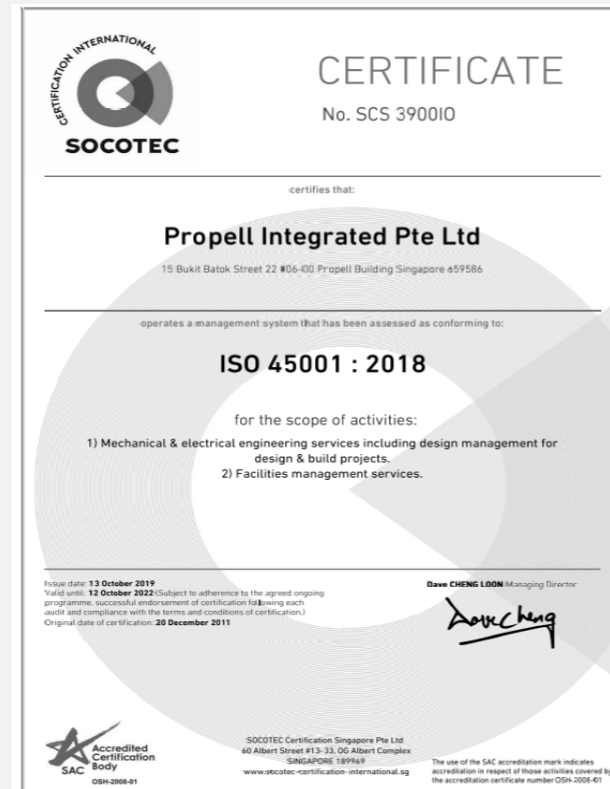 CERTIFICATION INTERNATIONAL
SOCOTEC
CERTIFICATE
No. SCS 3900IO
certifies that:
Propell Integrated Pte Ltd
15 Bukit Batok Street 22 #06-00 Propell Building Singapore 659586
operates a management system that has been assessed as conforming to:
ISO 45001 : 2018
for the scope of activities:
1) Mechanical & electrical engineering services including design management for
design & build projects.
2) Facilities management services.
Issue date: 13 October 2019
Valid until: 12 October 2022 (Subject to adherence to the agreed ongoing
programme, successful endorsement of certification following each
audit and compliance with the terms and conditions of certification.)
Original date of certification: 20 December 2011
Dave CHENG LOON Managing Director
Dave Cheng
SAC
Accredited
Certification
Body
OSH-2008-01
SOCOTEC Certification Singapore Pte Ltd
60 Albert Street #13-33, OG Albert Complex
SINGAPORE 189969
www.socotec-certification-international.sg
The use of the SAC accreditation mark indicates
accreditation in respect of those activities covered by
the accreditation certificate number OSH-2008-01